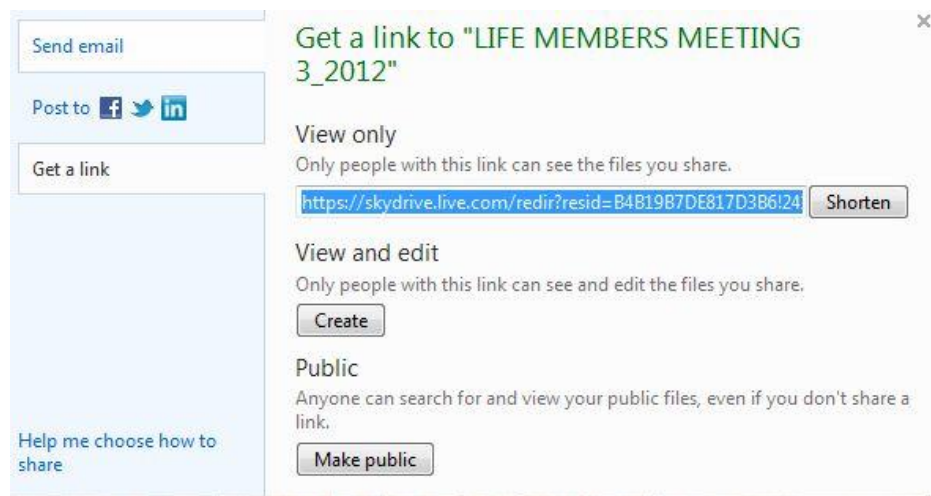 Send email
Post to
Get a link
Help me choose how to
share
Get a link to "LIFE MEMBERS MEETING
3_2012"
View only
Only people with this link can see the files you share.
https://skydrive.live.com/redir?resid=B4B19B7DE817D3B6!24 Shorten
View and edit
Only people with this link can see and edit the files you share.
Create
Public
Anyone can search for and view your public files, even if you don't share a
link.
Make public